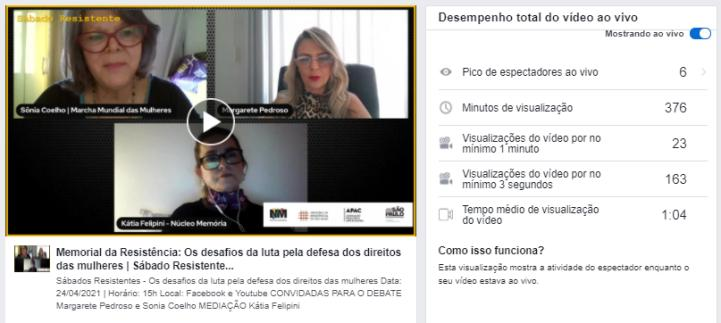 Sábado Resistente
Sônia Coelho | Marcha Mundial das Mulheres
Margarete Pedroso
Kátia Felipini - Núcleo Memória
NM
APAC
SÃO PAULO
Memorial da Resistência: Os desafios da luta pela defesa dos direitos
das mulheres | Sábado Resistente...
Sábados Resistentes - Os desafios da luta pela defesa dos direitos das mulheres Data:
24/04/2021 | Horário: 15h Local: Facebook e Youtube CONVIDADAS PARA O DEBATE
Margarete Pedroso e Sonia Coelho MEDIAÇÃO Kátia Felipini
Desempenho total do vídeo ao vivo
Mostrando ao vivo
Pico de espectadores ao vivo 6
Minutos de visualização 376
Visualizações do vídeo por no
mínimo 1 minuto 23
Visualizações do vídeo por no
mínimo 3 segundos 163
Tempo médio de visualização
do vídeo 1:04
Como isso funciona?
Esta visualização mostra a atividade do espectador enquanto o
seu vídeo estava ao vivo.